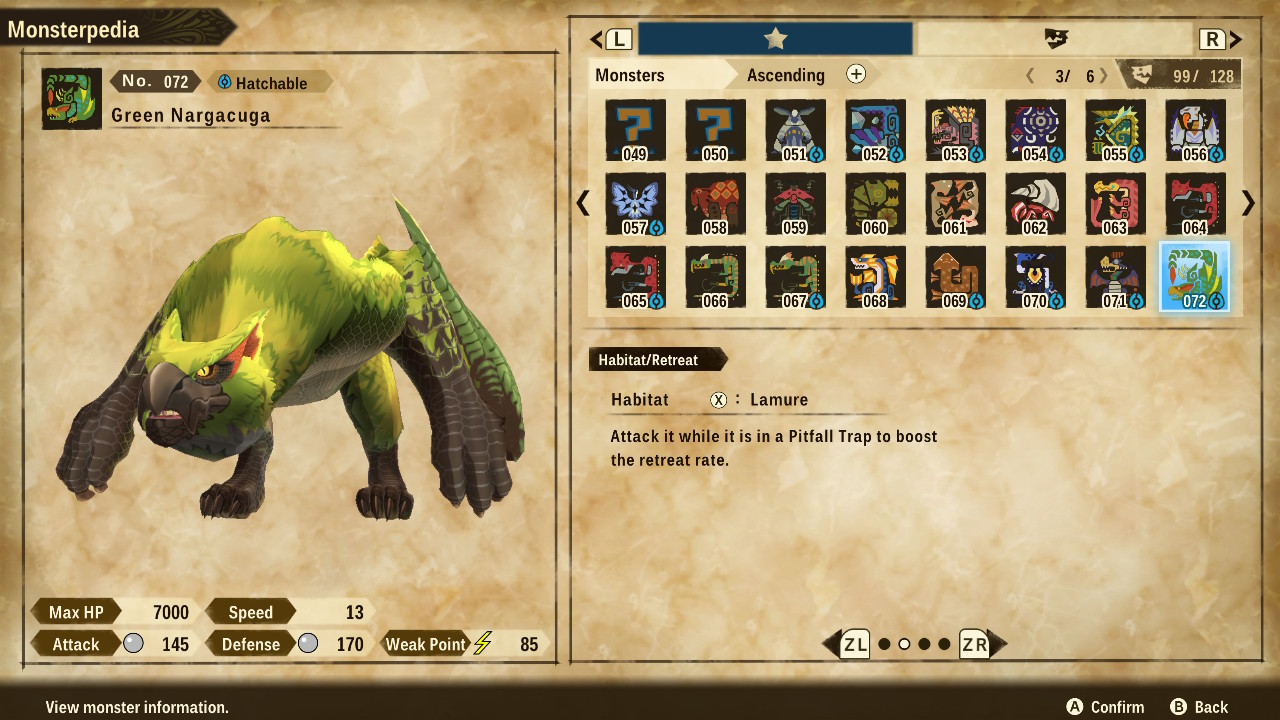 Monsterpedia
No. 072 Hatchable
Green Nargacuga
Max HP 7000 Speed 13
Attack 145 Defense 170 Weak Point 85
L R
Monsters Ascending 3/ 6 99/ 128
049 050 051 052 053 054 055 056
057 058 059 060 061 062 063 064
065 066 067 068 069 070 071 072
Habitat/Retreat
Habitat X : Lamure
Attack it while it is in a Pitfall Trap to boost
the retreat rate.
ZL ZR
View monster information.
A Confirm B Back